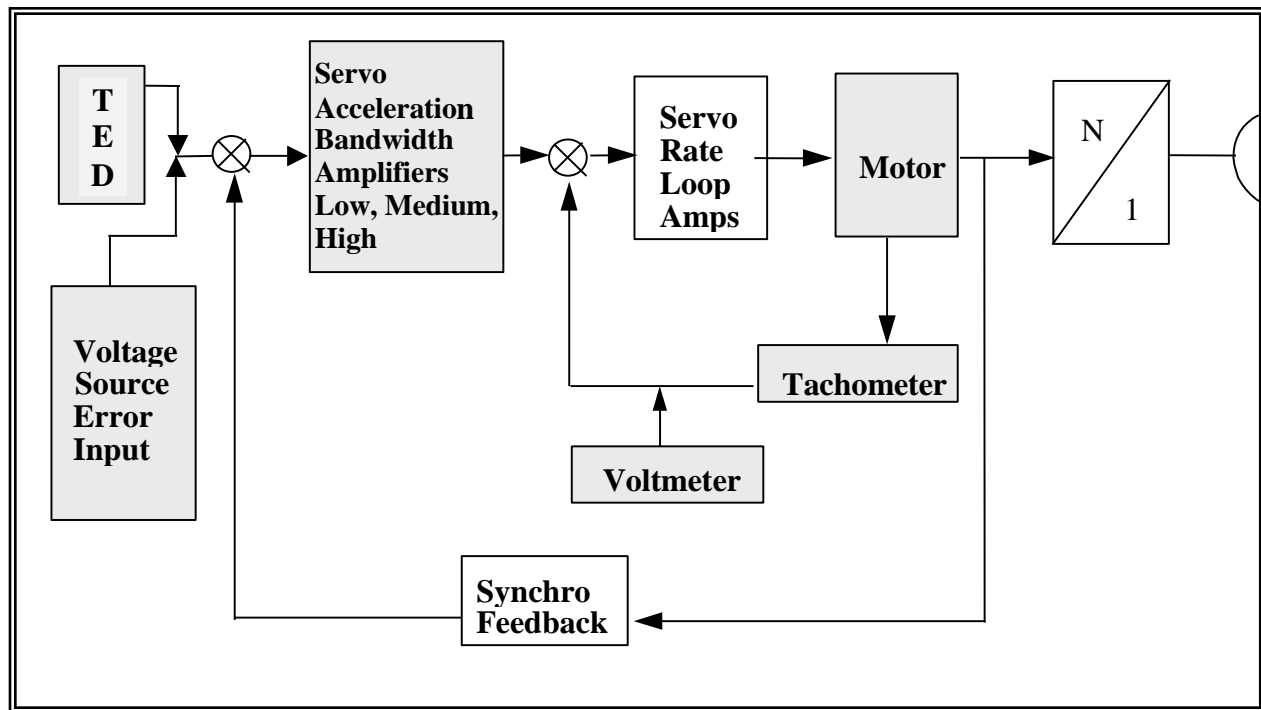 T
E
D
Servo
Acceleration
Bandwidth
Amplifiers
Low, Medium,
High
Servo
Rate
Loop
Amps
Motor
N
1
Voltage
Source
Error
Input
Tachometer
Voltmeter
Synchro
Feedback